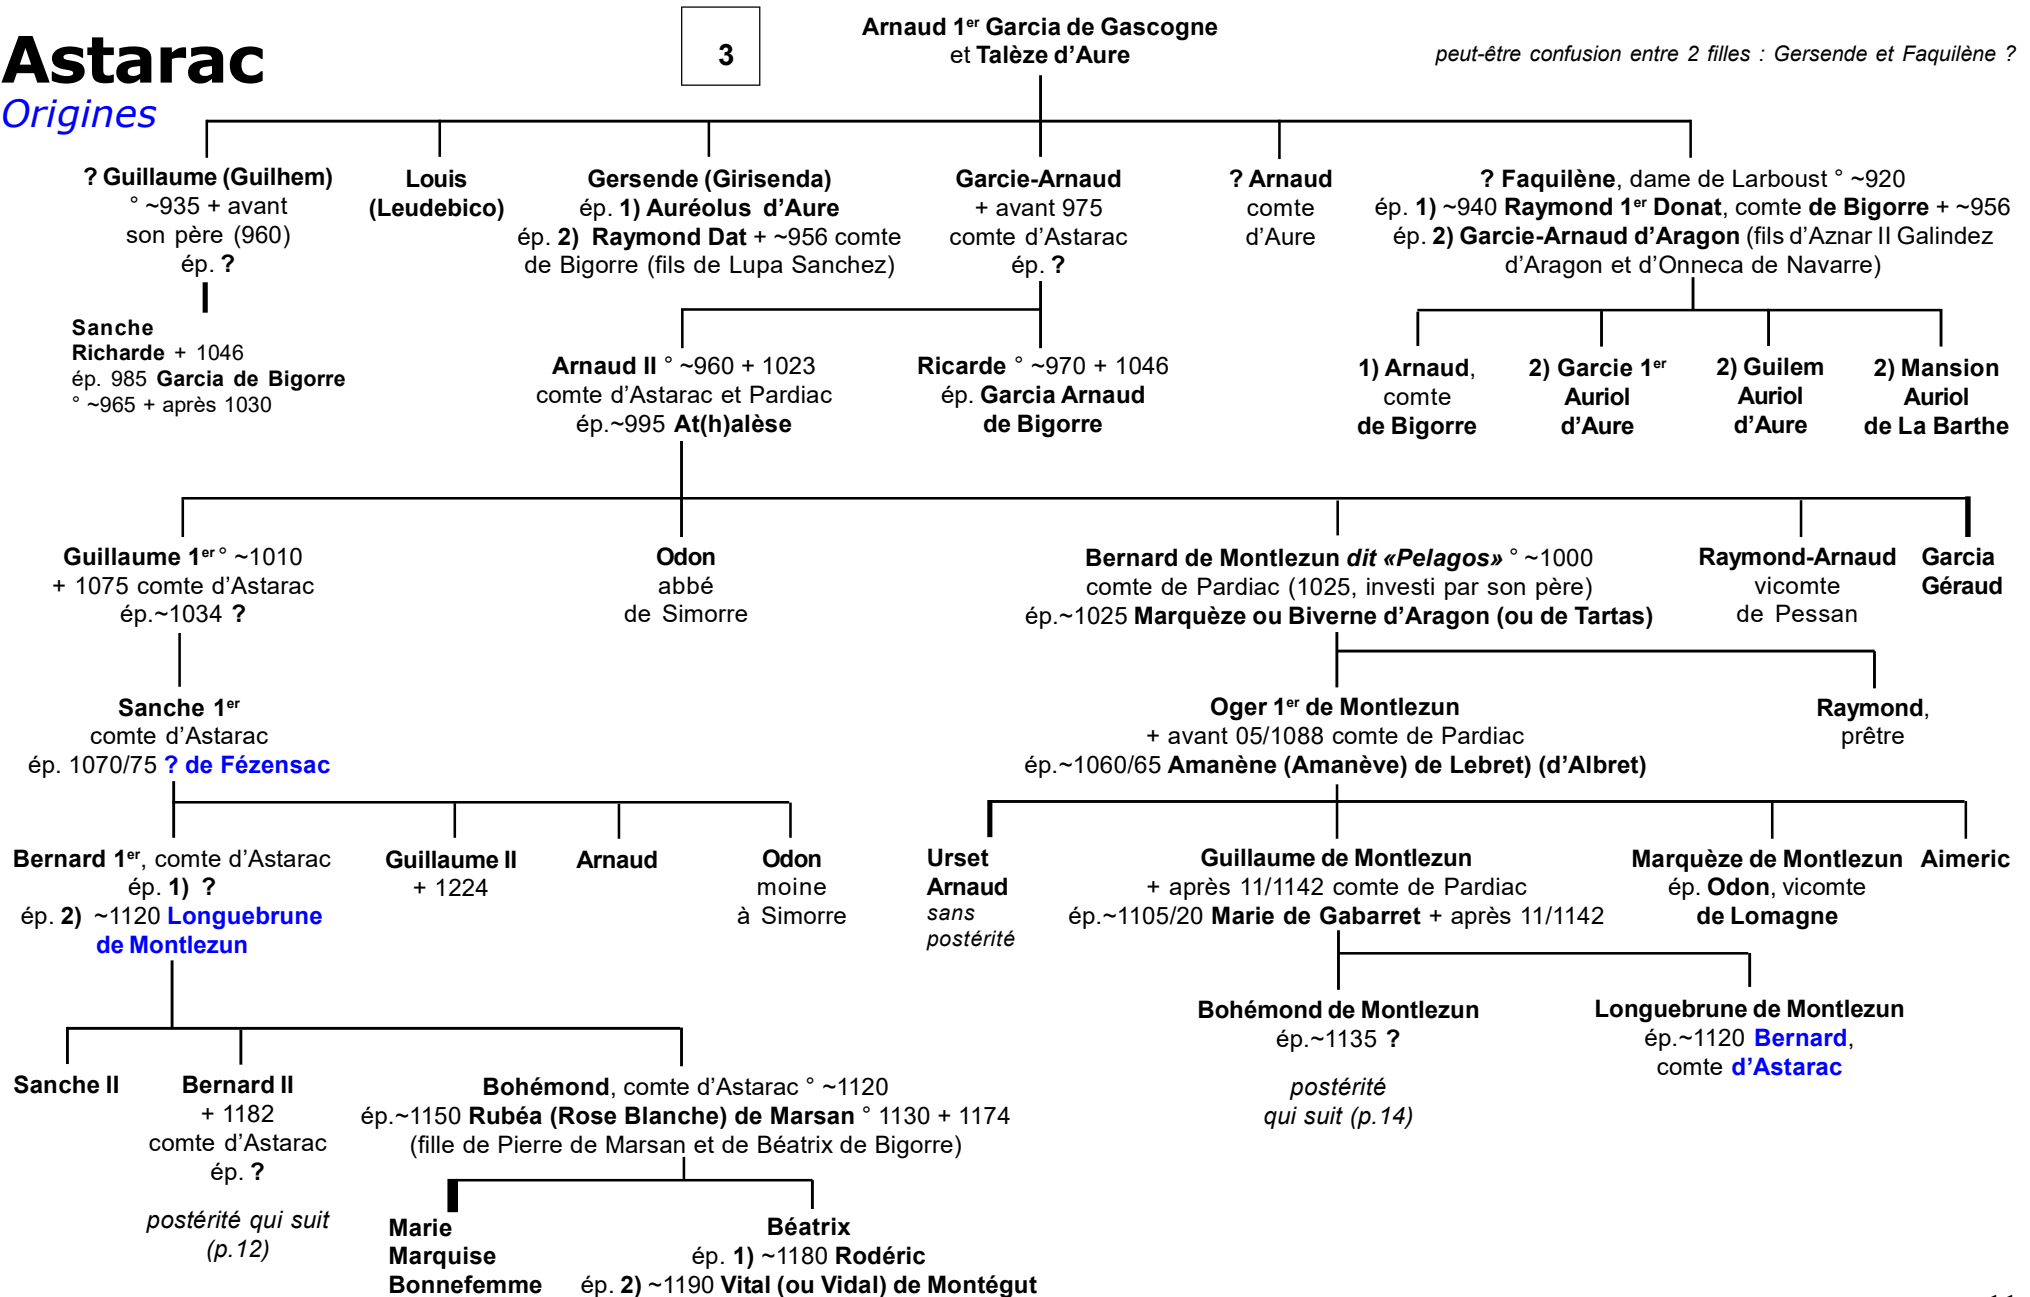 Astarac
Origines
3
Arnaud 1er Garcia de Gascogne
et Talèze d'Aure
peut-être confusion entre 2 filles : Gersende et Faquilène ?
? Guillaume (Guilhem)
° ~935 + avant
son père (960)
ép. ?
Louis
(Leudebico)
Gersende (Girisenda)
ép. 1) Auréolus d'Aure
ép. 2) Raymond Dat + ~956 comte
de Bigorre (fils de Lupa Sanchez)
Garcie-Arnaud
+ avant 975
comte d'Astarac
ép. ?
? Arnaud
comte
d'Aure
? Faquilène, dame de Larboust ° ~920
ép. 1) ~940 Raymond 1er Donat, comte de Bigorre + ~956
ép. 2) Garcie-Arnaud d'Aragon (fils d'Aznar II Galindez
d'Aragon et d'Onneca de Navarre)
Sanche
Richarde + 1046
ép. 985 Garcia de Bigorre
° ~965 + après 1030
Arnaud II ° ~960 + 1023
comte d'Astarac et Pardiac
ép.~995 At(h)alèse
Ricarde ° ~970 + 1046
ép. Garcia Arnaud
de Bigorre
1) Arnaud,
comte
de Bigorre
2) Garcie 1er
Auriol
d'Aure
2) Guilem
Auriol
d'Aure
2) Mansion
Auriol
de La Barthe
Guillaume 1er ° ~1010
+ 1075 comte d'Astarac
ép.~1034 ?
Odon
abbé
de Simorre
Bernard de Montlezun dit «Pelagos» ° ~1000
comte de Pardiac (1025, investi par son père)
ép.~1025 Marquèze ou Biverne d'Aragon (ou de Tartas)
Raymond-Arnaud
vicomte
de Pessan
Garcia
Géraud
Sanche 1er
comte d'Astarac
ép. 1070/75 ? de Fézensac
Oger 1er de Montlezun
+ avant 05/1088 comte de Pardiac
ép.~1060/65 Amanène (Amanève) de Lebret) (d'Albret)
Raymond,
prêtre
Bernard 1er, comte d'Astarac
ép. 1) ?
ép. 2) ~1120 Longuebrune
de Montlezun
Guillaume II
+ 1224
Arnaud
Odon
moine
à Simorre
Urset
Arnaud
sans
postérité
Guillaume de Montlezun
+ après 11/1142 comte de Pardiac
ép.~1105/20 Marie de Gabarret + après 11/1142
Marquèze de Montlezun
ép. Odon, vicomte
de Lomagne
Aimeric
Bohémond de Montlezun
ép.~1135 ?
postérité
qui suit (p.14)
Longuebrune de Montlezun
ép.~1120 Bernard,
comte d'Astarac
Sanche II
Bernard II
+ 1182
comte d'Astarac
ép. ?
postérité qui suit
(p.12)
Bohémond, comte d'Astarac ° ~1120
ép.~1150 Rubéa (Rose Blanche) de Marsan ° 1130 + 1174
(fille de Pierre de Marsan et de Béatrix de Bigorre)
Marie
Marquise
Bonnefemme
Béatrix
ép. 1) ~1180 Rodéric
ép. 2) ~1190 Vital (ou Vidal) de Montégut